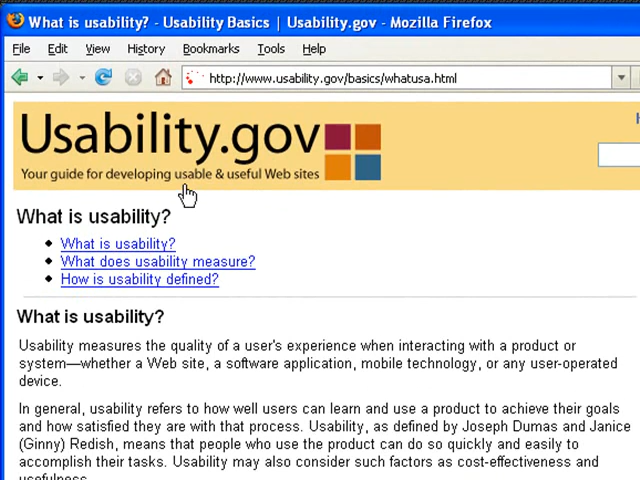 What is usability? - Usability Basics | Usability.gov - Mozilla Firefox
File Edit View History Bookmarks Tools Help
http://www.usability.gov/basics/whatusa.html
Usability.gov
Your guide for developing usable & useful Web sites
What is usability?
What is usability?
What does usability measure?
How is usability defined?
What is usability?
Usability measures the quality of a user's experience when interacting with a product or
system—whether a Web site, a software application, mobile technology, or any user-operated
device.
In general, usability refers to how well users can learn and use a product to achieve their goals
and how satisfied they are with that process. Usability, as defined by Joseph Dumas and Janice
(Ginny) Redish, means that people who use the product can do so quickly and easily to
accomplish their tasks. Usability may also consider such factors as cost-effectiveness and
usefulness.